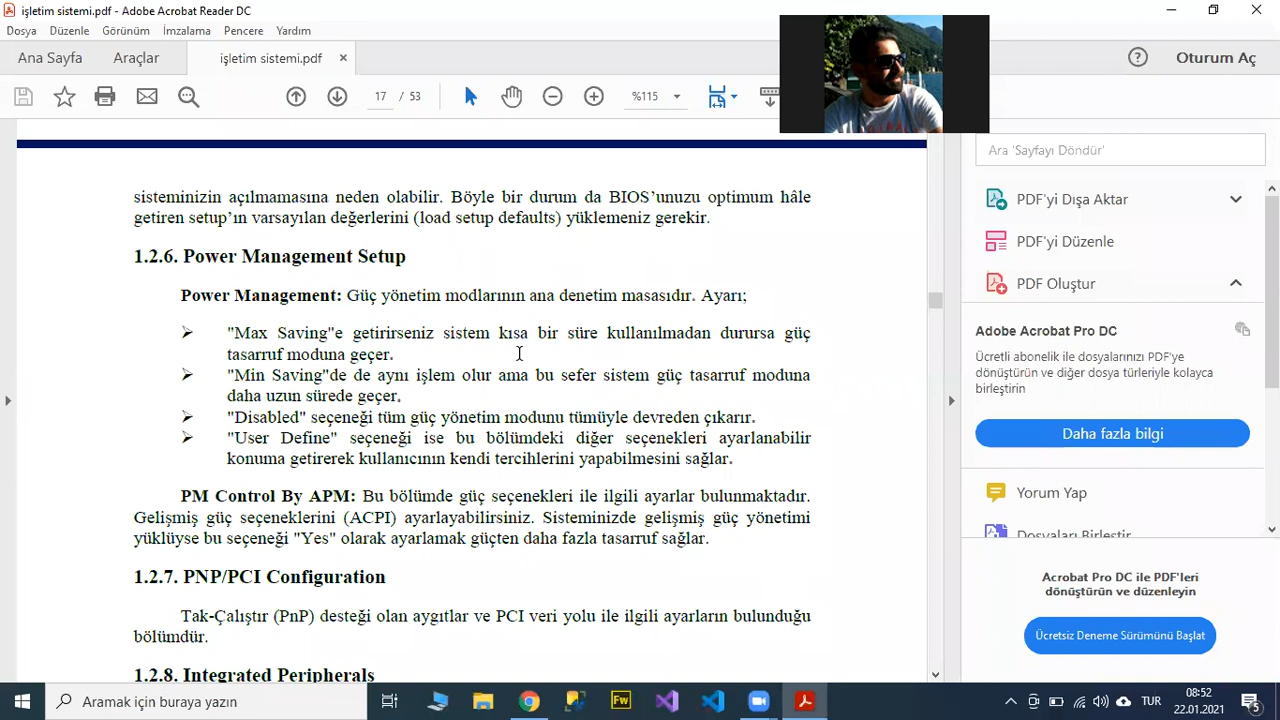 işletim sistemi.pdf - Adobe Acrobat Reader DC
Dosya Düzenle Görünüm İmzalama Pencere Yardım
Ana Sayfa Araçlar işletim sistemi.pdf Oturum Aç
17 / 53 %115
sisteminizin açılmamasına neden olabilir. Böyle bir durum da BIOS’unuzu optimum hâle
getiren setup’ın varsayılan değerlerini (load setup defaults) yüklemeniz gerekir.
1.2.6. Power Management Setup
Power Management: Güç yönetim modlarının ana denetim masasıdır. Ayarı;
"Max Saving"e getirirseniz sistem kısa bir süre kullanılmadan durursa güç
tasarruf moduna geçer.
"Min Saving"de de aynı işlem olur ama bu sefer sistem güç tasarruf moduna
daha uzun sürede geçer.
"Disabled" seçeneği tüm güç yönetim modunu tümüyle devreden çıkarır.
"User Define" seçeneği ise bu bölümdeki diğer seçenekleri ayarlanabilir
konuma getirerek kullanıcının kendi tercihlerini yapabilmesini sağlar.
PM Control By APM: Bu bölümde güç seçenekleri ile ilgili ayarlar bulunmaktadır.
Gelişmiş güç seçeneklerini (ACPI) ayarlayabilirsiniz. Sisteminizde gelişmiş güç yönetimi
yüklüyse bu seçeneği "Yes" olarak ayarlamak güçten daha fazla tasarruf sağlar.
1.2.7. PNP/PCI Configuration
Tak-Çalıştır (PnP) desteği olan aygıtlar ve PCI veri yolu ile ilgili ayarların bulunduğu
bölümdür.
1.2.8. Integrated Peripherals
Ara 'Sayfayı Döndür'
PDF'yi Dışa Aktar
PDF'yi Düzenle
PDF Oluştur
Adobe Acrobat Pro DC
Ücretli abonelik ile dosyalarınızı PDF'ye
dönüştürün ve diğer dosya türleriyle kolayca
birleştirin
Daha fazla bilgi
Yorum Yap
Dosyaları Birleştir
Acrobat Pro DC ile PDF'leri
dönüştürün ve düzenleyin
Ücretsiz Deneme Sürümünü Başlat
Aramak için buraya yazın
Fw
TUR
08:52
22.01.2021
5